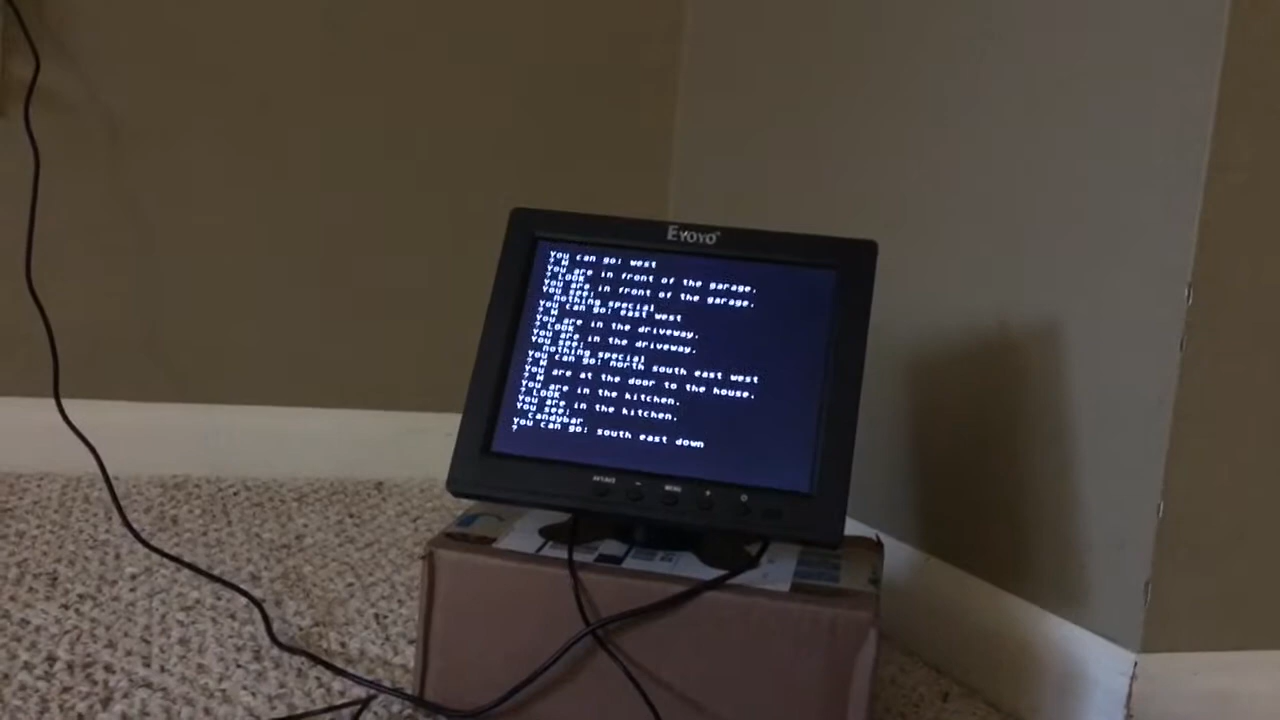 Eyoyo
You can go: west
? W
You are in front of the garage.
? LOOK
You are in front of the garage.
You see:
nothing special
You can go: east west
? W
You are in the driveway.
? LOOK
You are in the driveway.
You see:
nothing special
You can go: north south east west
? W
You are at the door to the house.
? W
You are in the kitchen.
? LOOK
You are in the kitchen.
You see:
candybar
You can go: south east down
?
MENU